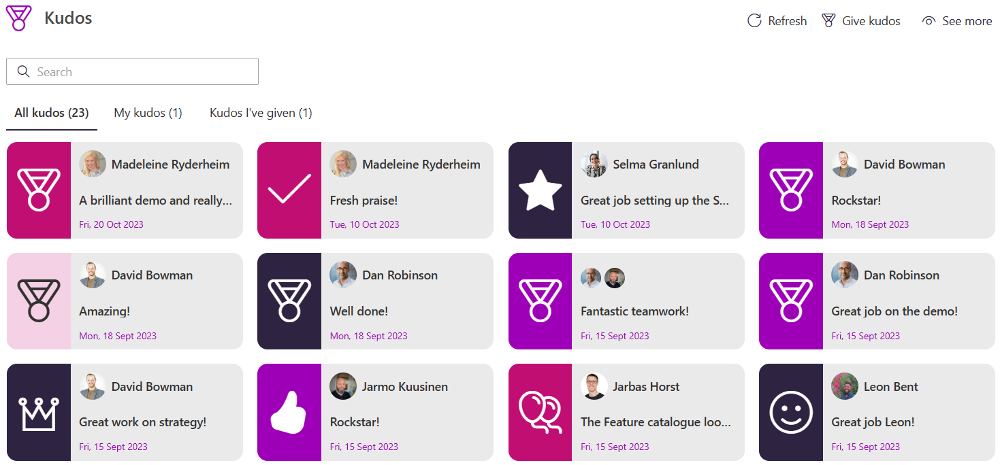 Kudos
Refresh
Give kudos
See more
Search
All kudos (23)
My kudos (1)
Kudos I've given (1)
Madeleine Ryderheim
A brilliant demo and really...
Fri, 20 Oct 2023
Madeleine Ryderheim
Fresh praise!
Tue, 10 Oct 2023
Selma Granlund
Great job setting up the S...
Tue, 10 Oct 2023
David Bowman
Rockstar!
Mon, 18 Sept 2023
David Bowman
Amazing!
Mon, 18 Sept 2023
Dan Robinson
Well done!
Mon, 18 Sept 2023
Fantastic teamwork!
Fri, 15 Sept 2023
Dan Robinson
Great job on the demo!
Fri, 15 Sept 2023
David Bowman
Great work on strategy!
Fri, 15 Sept 2023
Jarmo Kuusinen
Rockstar!
Fri, 15 Sept 2023
Jarbas Horst
The Feature catalogue loo...
Fri, 15 Sept 2023
Leon Bent
Great job Leon!
Fri, 15 Sept 2023